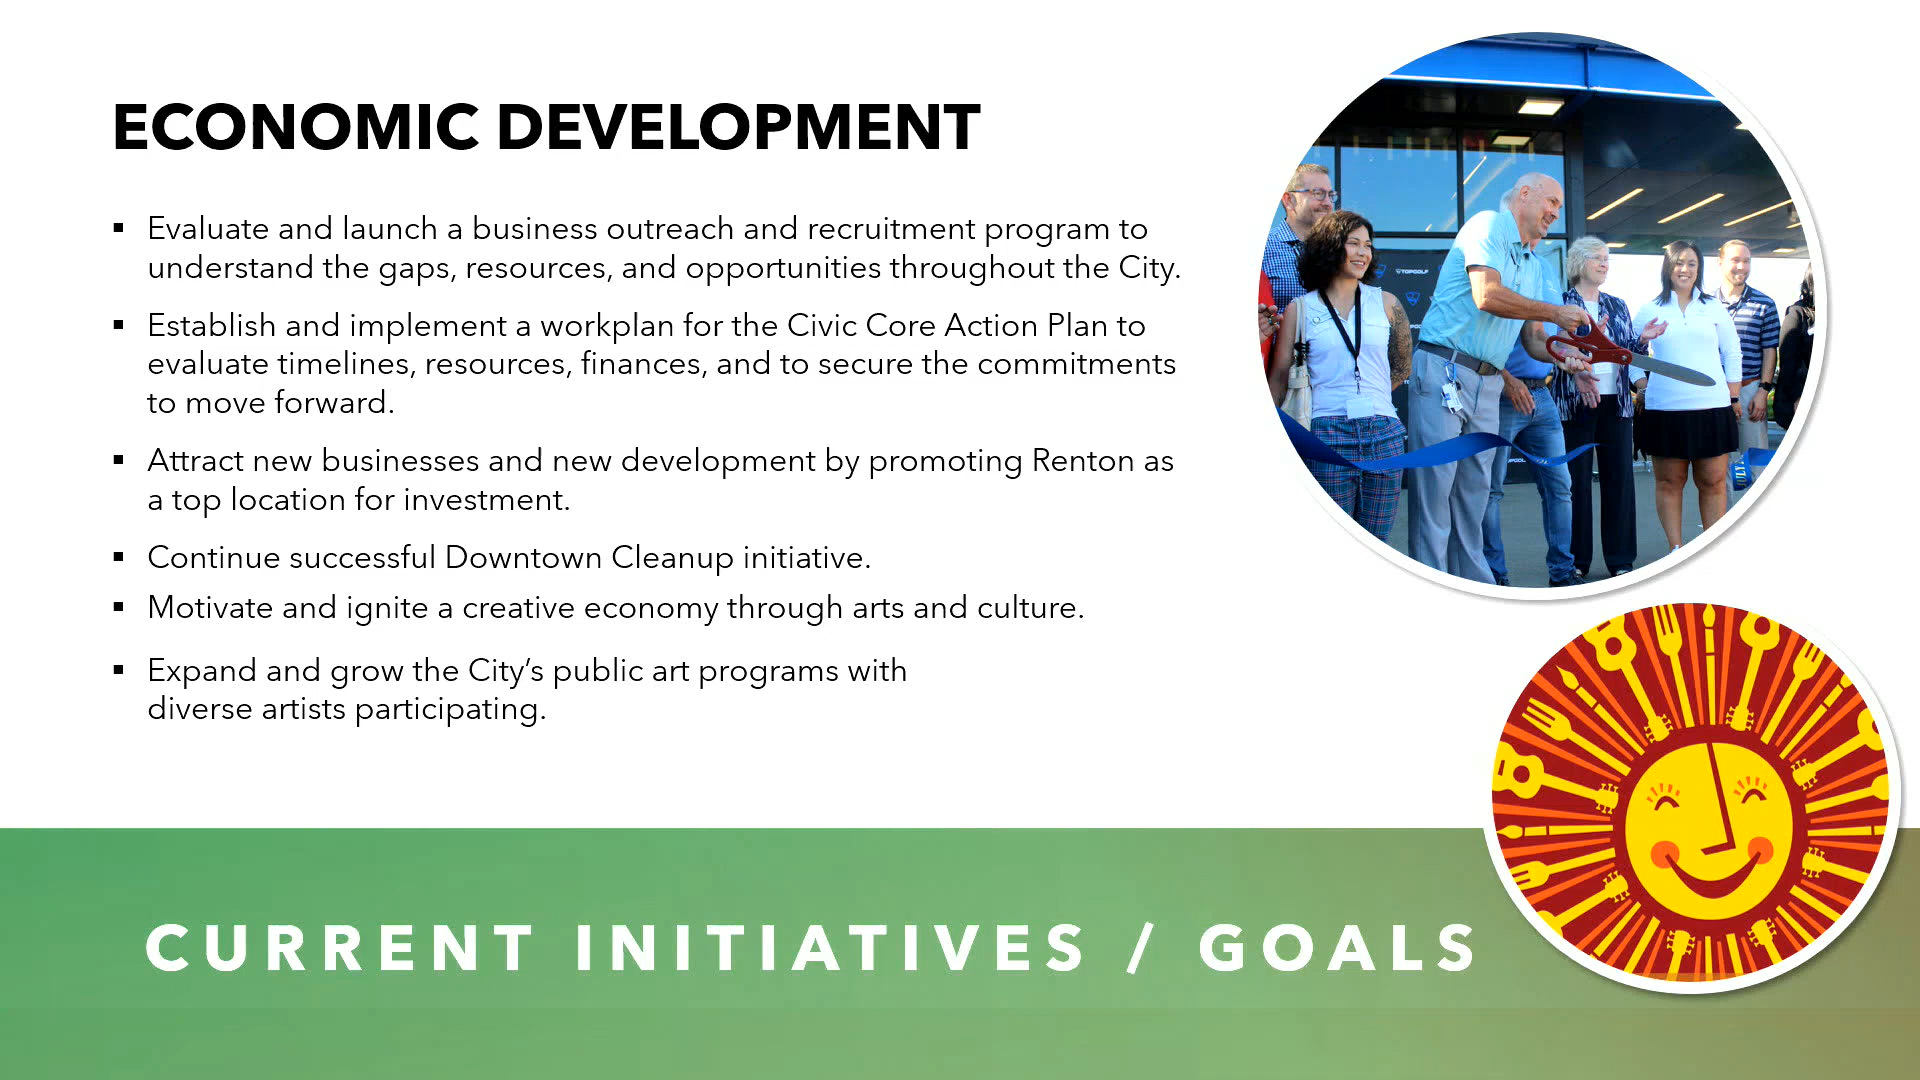 ECONOMIC DEVELOPMENT
▪ Evaluate and launch a business outreach and recruitment program to
understand the gaps, resources, and opportunities throughout the City.
▪ Establish and implement a workplan for the Civic Core Action Plan to
evaluate timelines, resources, finances, and to secure the commitments
to move forward.
▪ Attract new businesses and new development by promoting Renton as
a top location for investment.
▪ Continue successful Downtown Cleanup initiative.
▪ Motivate and ignite a creative economy through arts and culture.
▪ Expand and grow the City’s public art programs with
diverse artists participating.
TOPGOLF
CURRENT INITIATIVES / GOALS